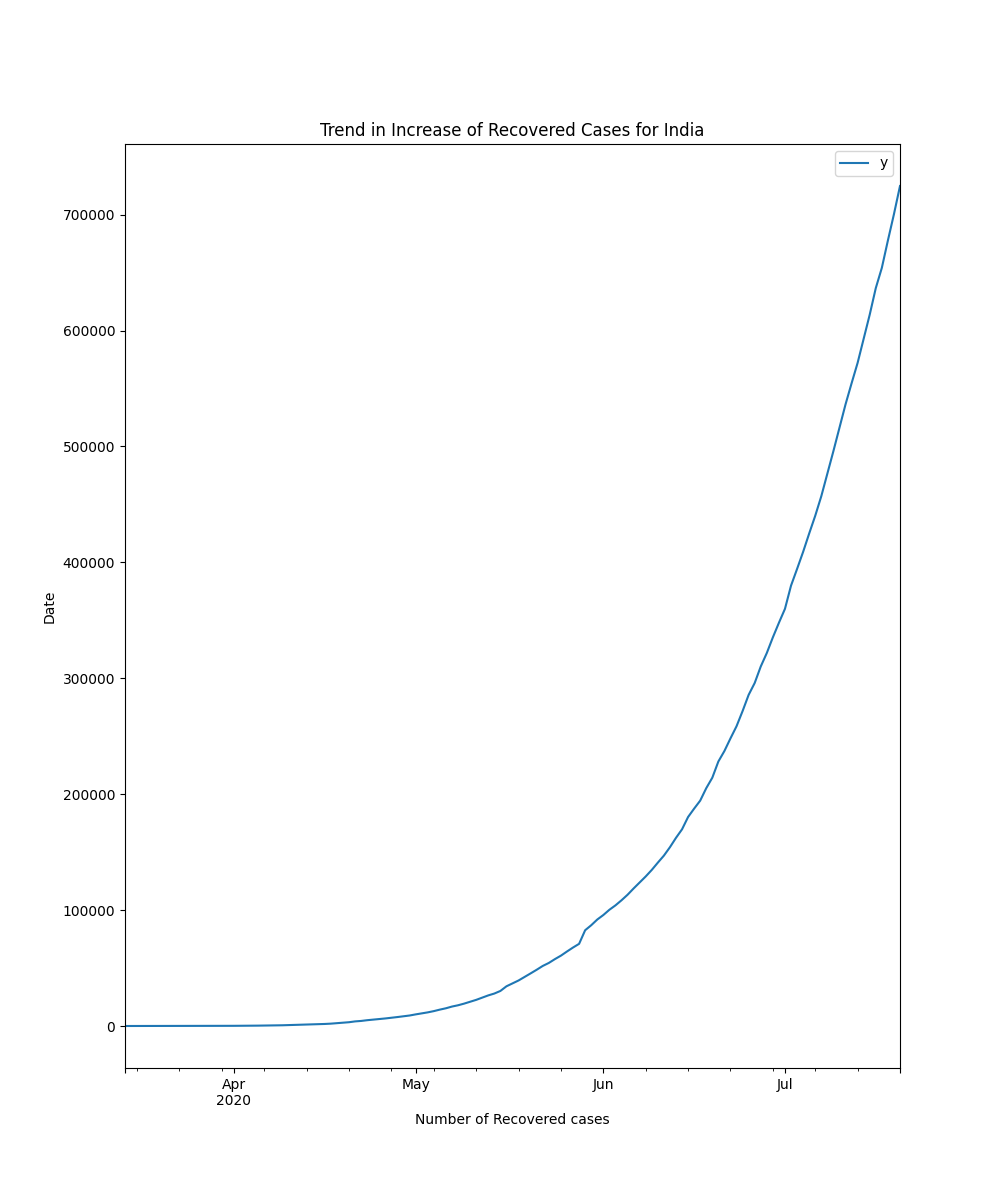 Trend in Increase of Recovered Cases for India
y
700000
600000
500000
400000
300000
200000
100000
0
Date
Apr
2020
May
Jun
Jul
Number of Recovered cases